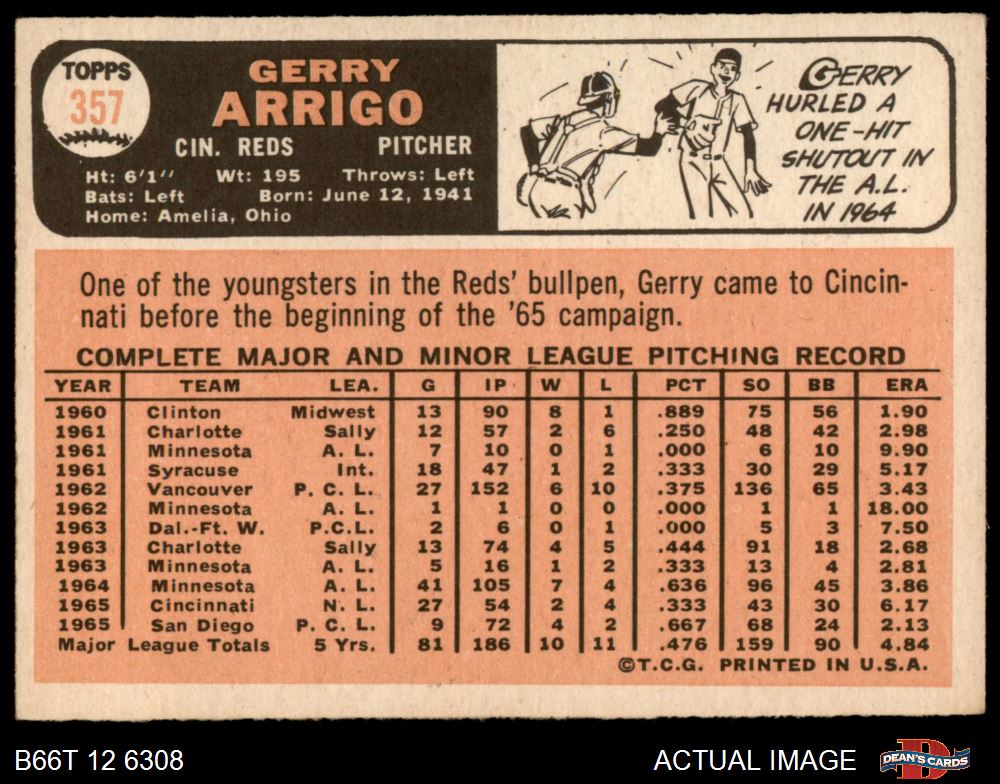 TOPPS
357
GERRY
ARRIGO
CIN. REDS PITCHER
Ht: 6'1" Wt: 195 Throws: Left
Bats: Left Born: June 12, 1941
Home: Amelia, Ohio
GERRY
HURLED A
ONE-HIT
SHUTOUT IN
THE A.L.
IN 1964
One of the youngsters in the Reds' bullpen, Gerry came to Cincin-
nati before the beginning of the '65 campaign.
COMPLETE MAJOR AND MINOR LEAGUE PITCHING RECORD
YEAR TEAM LEA. G IP W L PCT SO BB ERA
1960 Clinton Midwest 13 90 8 1 .889 75 56 1.90
1961 Charlotte Sally 12 57 2 6 .250 48 42 2.98
1961 Minnesota A. L. 7 10 0 1 .000 6 10 9.90
1961 Syracuse Int. 18 47 1 2 .333 30 29 5.17
1962 Vancouver P. C. L. 27 152 6 10 .375 136 65 3.43
1962 Minnesota A. L. 1 1 0 0 .000 1 1 18.00
1963 Dal.-Ft. W. P.C.L. 2 6 0 1 .000 5 3 7.50
1963 Charlotte Sally 13 74 4 5 .444 91 18 2.68
1963 Minnesota A. L. 5 16 1 2 .333 13 4 2.81
1964 Minnesota A. L. 41 105 7 4 .636 96 45 3.86
1965 Cincinnati N. L. 27 54 2 4 .333 43 30 6.17
1965 San Diego P. C. L. 9 72 4 2 .667 68 24 2.13
Major League Totals 5 Yrs. 81 186 10 11 .476 159 90 4.84
©T.C.G. PRINTED IN U.S.A.
B66T 12 6308 ACTUAL IMAGE DEAN'S CARDS